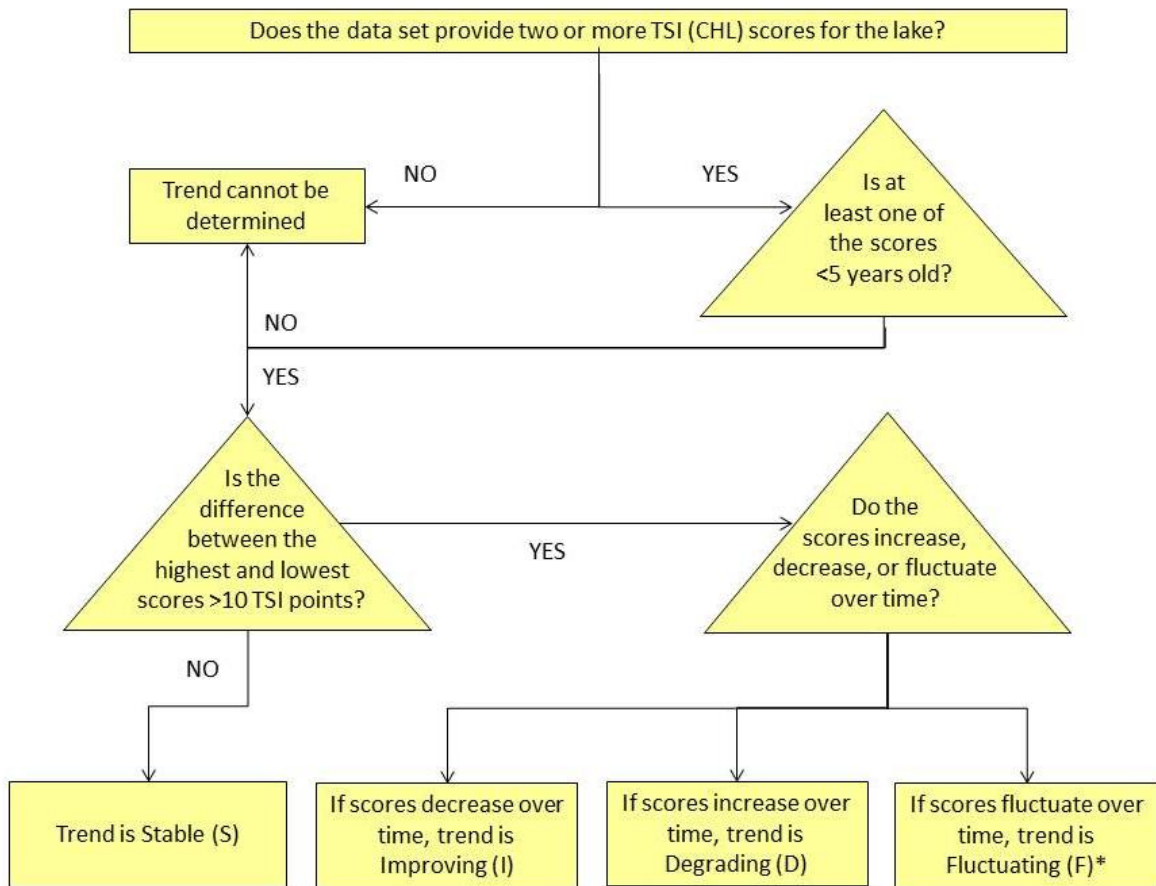 Does the data set provide two or more TSI (CHL) scores for the lake?
NO
YES
Trend cannot be
determined
Is at
least one of
the scores
<5 years old?
NO
YES
Is the
difference
between the
highest and lowest
scores >10 TSI points?
YES
Do the
scores increase,
decrease, or fluctuate
over time?
NO
Trend is Stable (S)
If scores decrease over
time, trend is
Improving (I)
If scores increase over
time, trend is
Degrading (D)
If scores fluctuate over
time, trend is
Fluctuating (F)*